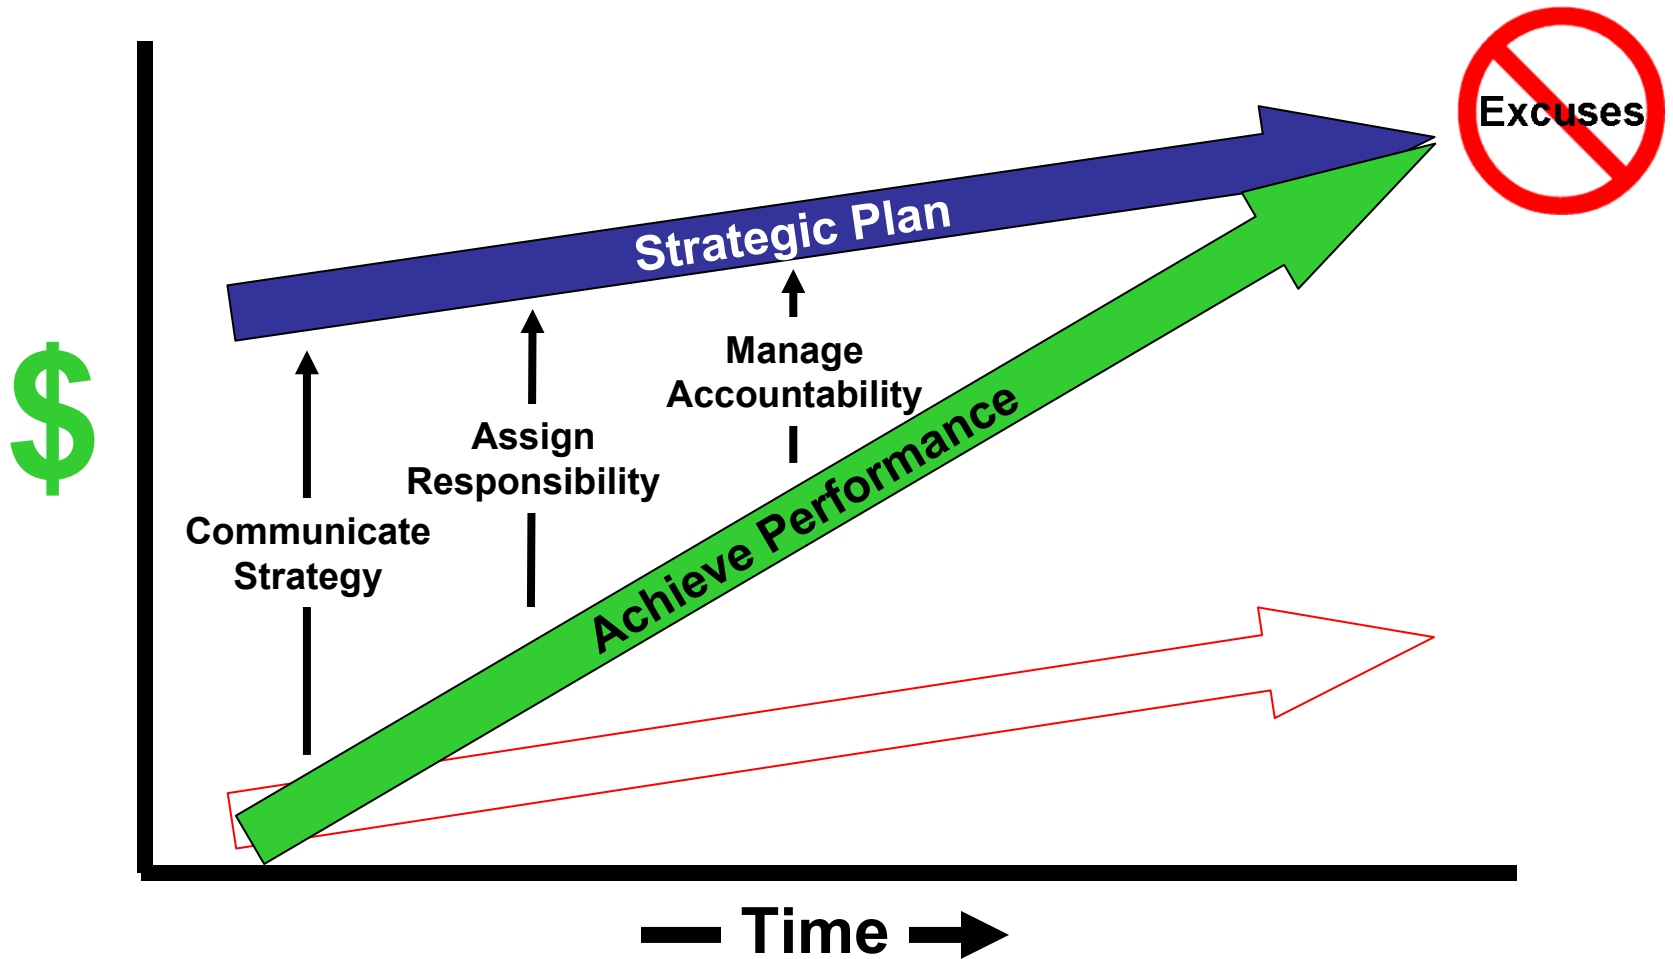 Excuses
Strategic Plan
$
Manage
Accountability
Assign
Responsibility
Communicate
Strategy
Achieve Performance
Time